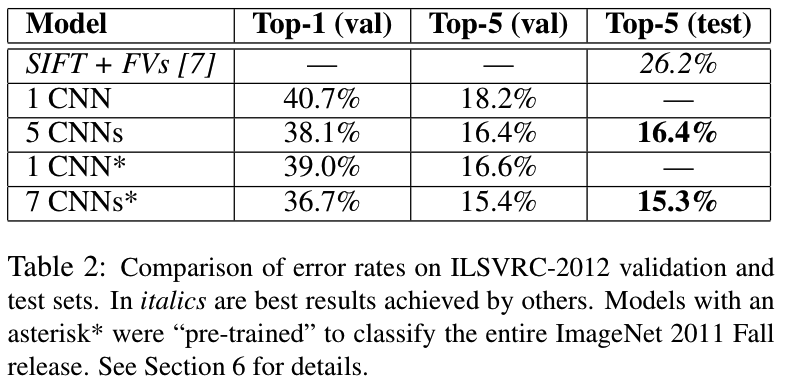 Model Top-1 (val) Top-5 (val) Top-5 (test)
SIFT + FVs [7] — — 26.2%
1 CNN 40.7% 18.2% —
5 CNNs 38.1% 16.4% 16.4%
1 CNN* 39.0% 16.6% —
7 CNNs* 36.7% 15.4% 15.3%
Table 2: Comparison of error rates on ILSVRC-2012 validation and
test sets. In italics are best results achieved by others. Models with an
asterisk* were “pre-trained” to classify the entire ImageNet 2011 Fall
release. See Section 6 for details.